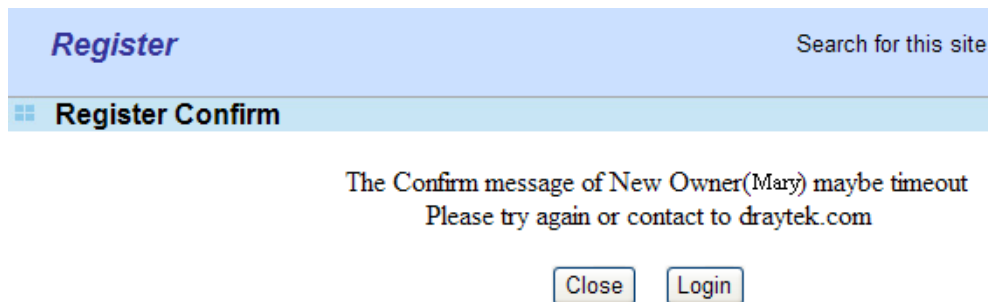 Register
Search for this site
Register Confirm
The Confirm message of New Owner(Mary) maybe timeout
Please try again or contact to draytek.com
Close Login